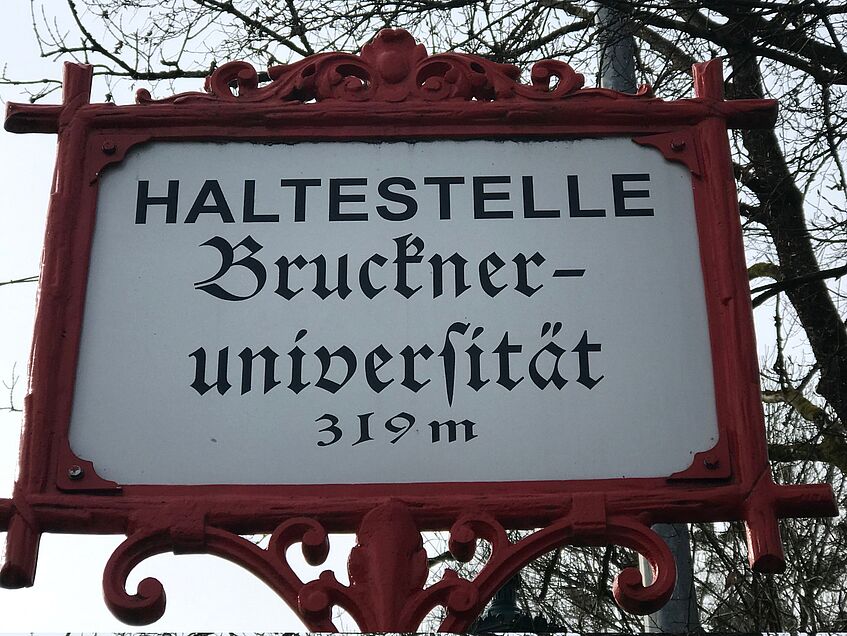 HALTESTELLE
Bruckner-
univerſität
319 m